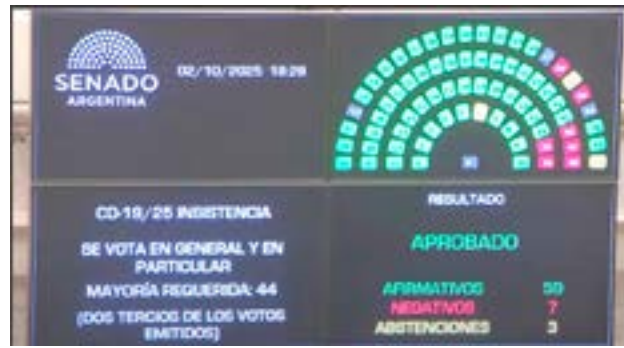 SENADO
ARGENTINA
02/10/2025 18:28
CD-19/25 INSISTENCIA
SE VOTA EN GENERAL Y EN
PARTICULAR
MAYORÍA REQUERIDA: 44
(DOS TERCIOS DE LOS VOTOS
EMITIDOS)
RESULTADO
APROBADO
AFIRMATIVOS 59
NEGATIVOS 7
ABSTENCIONES 3